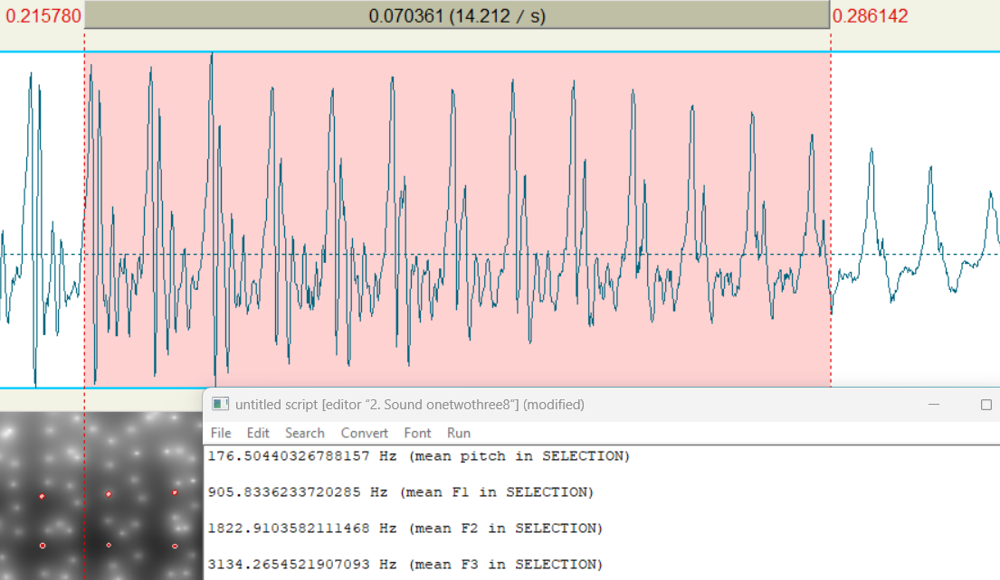 0.215780 0.070361 (14.212 / s) 0.286142
untitled script [editor “2. Sound onetwothree8”] (modified)
File Edit Search Convert Font Run
176.50440326788157 Hz (mean pitch in SELECTION)
905.8336233720285 Hz (mean F1 in SELECTION)
1822.9103582111468 Hz (mean F2 in SELECTION)
3134.2654521907093 Hz (mean F3 in SELECTION)